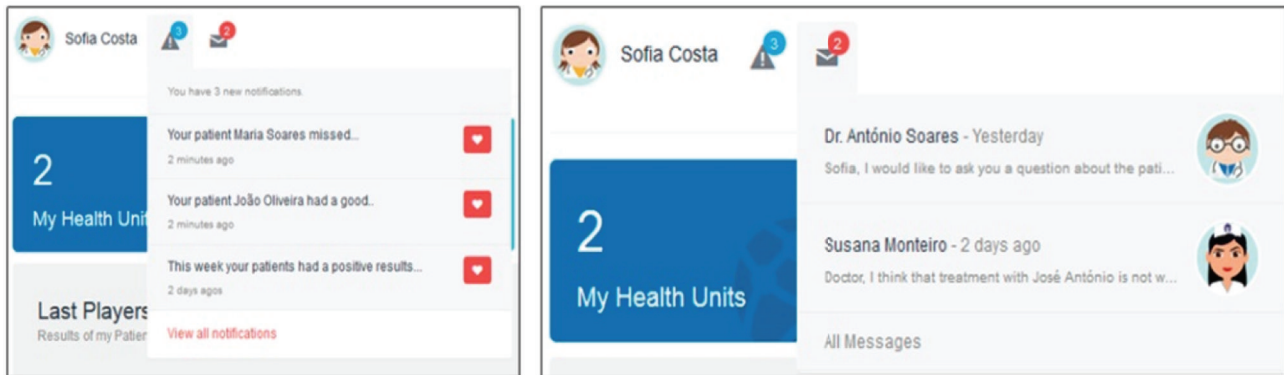 Sofia Costa
3
2
You have 3 new notifications.
Your patient Maria Soares missed...
2 minutes ago
Your patient João Oliveira had a good..
2 minutes ago
This week your patients had a positive results...
2 days agos
View all notifications
2
My Health Unit
Last Players
Results of my Patien
Sofia Costa
3
2
Dr. António Soares - Yesterday
Sofia, I would like to ask you a question about the pati...
Susana Monteiro - 2 days ago
Doctor, I think that treatment with José António is not w...
All Messages
2
My Health Units